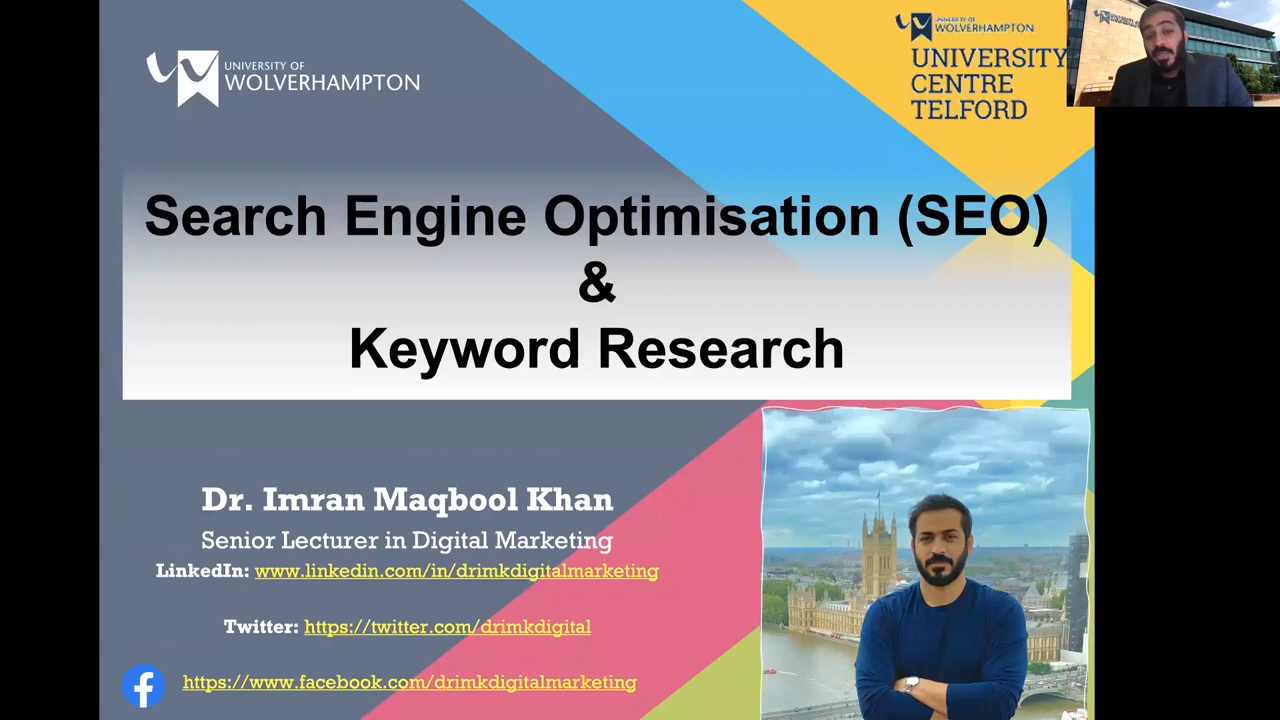 UNIVERSITY OF
WOLVERHAMPTON
UNIVERSITY OF
WOLVERHAMPTON
UNIVERSITY
CENTRE
TELFORD
Search Engine Optimisation (SEO)
&
Keyword Research
Dr. Imran Maqbool Khan
Senior Lecturer in Digital Marketing
LinkedIn: www.linkedin.com/in/drimkdigitalmarketing
Twitter: https://twitter.com/drimkdigital
https://www.facebook.com/drimkdigitalmarketing